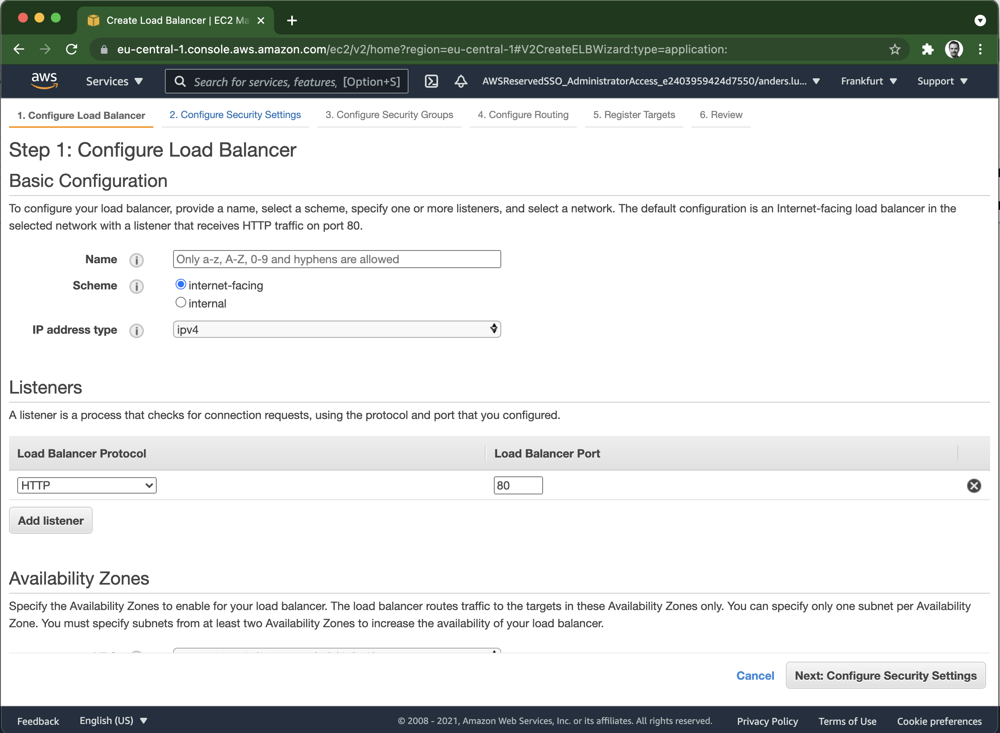 Create Load Balancer | EC2 Ma
eu-central-1.console.aws.amazon.com/ec2/v2/home?region=eu-central-1#V2CreateELBWizard:type=application:
aws
Services
Search for services, features, [Option+S]
AWSReservedSSO_AdministratorAccess_e2403959424d7550/anders.lu...
Frankfurt
Support
1. Configure Load Balancer
2. Configure Security Settings
3. Configure Security Groups
4. Configure Routing
5. Register Targets
6. Review
Step 1: Configure Load Balancer
Basic Configuration
To configure your load balancer, provide a name, select a scheme, specify one or more listeners, and select a network. The default configuration is an Internet-facing load balancer in the
selected network with a listener that receives HTTP traffic on port 80.
Name
Only a-z, A-Z, 0-9 and hyphens are allowed
Scheme
internet-facing
internal
IP address type
ipv4
Listeners
A listener is a process that checks for connection requests, using the protocol and port that you configured.
Load Balancer Protocol
Load Balancer Port
HTTP
80
Add listener
Availability Zones
Specify the Availability Zones to enable for your load balancer. The load balancer routes traffic to the targets in these Availability Zones only. You can specify only one subnet per Availability
Zone. You must specify subnets from at least two Availability Zones to increase the availability of your load balancer.
Cancel
Next: Configure Security Settings
Feedback
English (US)
© 2008 - 2021, Amazon Web Services, Inc. or its affiliates. All rights reserved.
Privacy Policy
Terms of Use
Cookie preferences